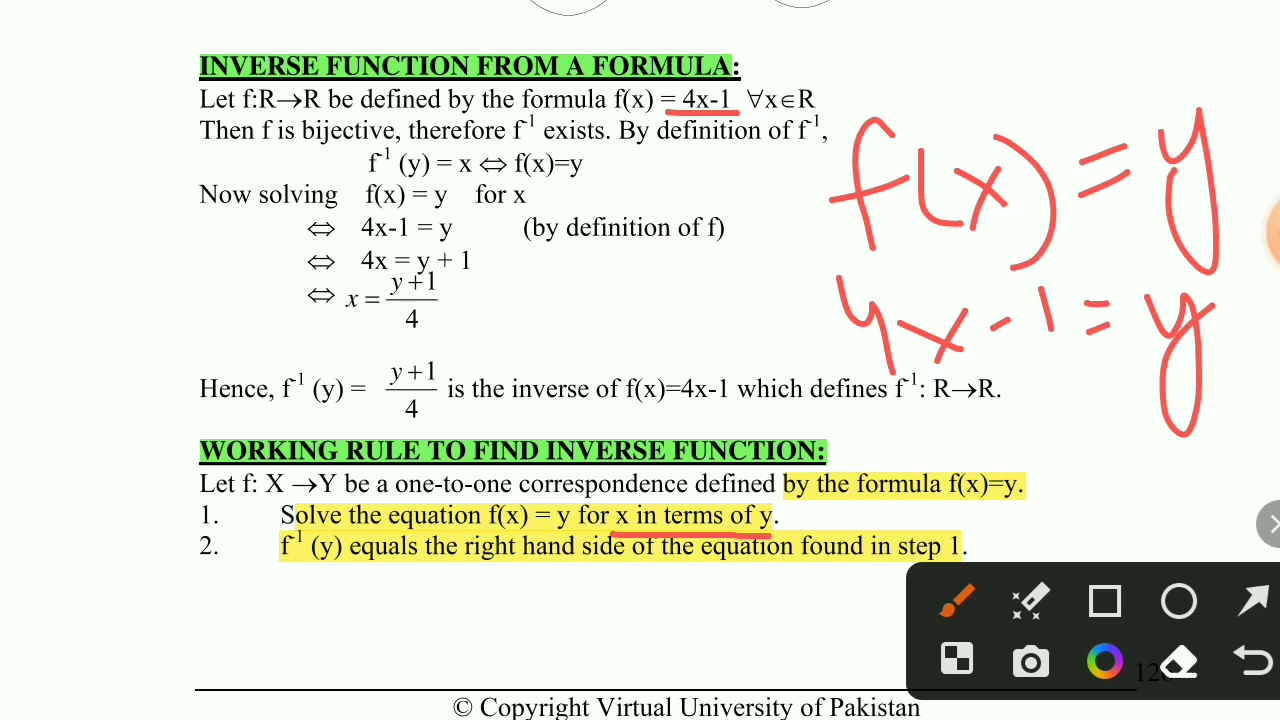 INVERSE FUNCTION FROM A FORMULA:
Let f:R→R be defined by the formula f(x) = 4x-1 ∀x∈R
Then f is bijective, therefore f⁻¹ exists. By definition of f⁻¹,
f⁻¹ (y) = x ⇔ f(x)=y
f(x) = y
Now solving f(x) = y for x
⇔ 4x-1 = y (by definition of f)
⇔ 4x = y + 1
⇔ x = y+1
4
4x-1 = y
Hence, f⁻¹ (y) = y+1 is the inverse of f(x)=4x-1 which defines f⁻¹: R→R.
4
WORKING RULE TO FIND INVERSE FUNCTION:
Let f: X →Y be a one-to-one correspondence defined by the formula f(x)=y.
1. Solve the equation f(x) = y for x in terms of y.
2. f⁻¹ (y) equals the right hand side of the equation found in step 1.
© Copyright Virtual University of Pakistan